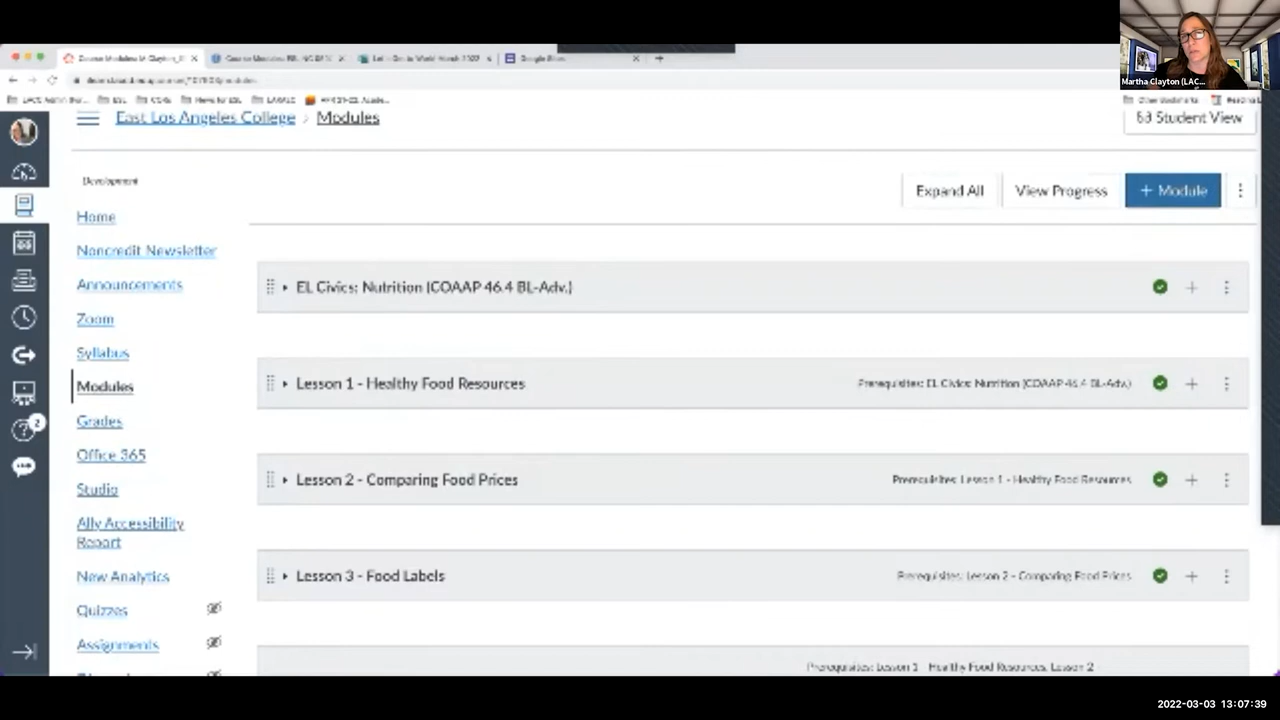 Martha Clayton (LAC...
East Los Angeles College › Modules
Student View
Development
Expand All
View Progress
+ Module
Home
Noncredit Newsletter
Announcements
Zoom
Syllabus
Modules
Grades
Office 365
Studio
Ally Accessibility
Report
New Analytics
Quizzes
Assignments
2
EL Civics: Nutrition (COAAP 46.4 BL-Adv.)
Lesson 1 - Healthy Food Resources
Prerequisites: EL Civics: Nutrition (COAAP 46.4 BL-Adv.)
Lesson 2 - Comparing Food Prices
Prerequisites: Lesson 1 - Healthy Food Resources
Lesson 3 - Food Labels
Prerequisites: Lesson 2 - Comparing Food Prices
Prerequisites: Lesson 1 - Healthy Food Resources, Lesson 2
2022-03-03 13:07:39